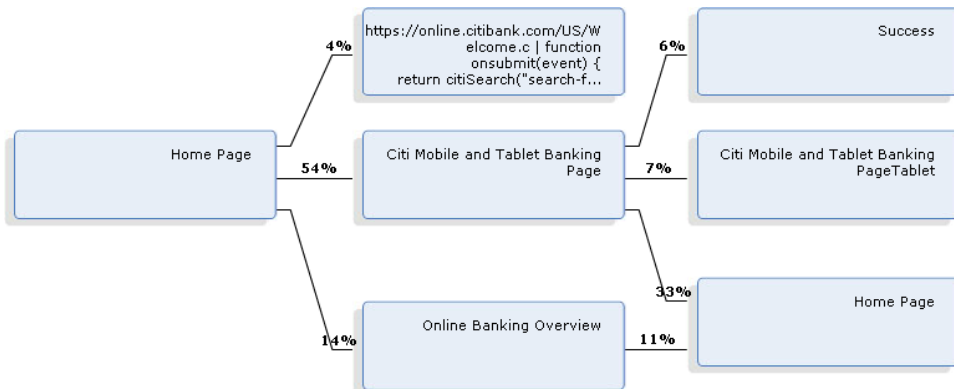 https://online.citibank.com/US/W
elcome.c | function
onsubmit(event) {
return citiSearch("search-f...
4%
6%
Success
Home Page
54%
Citi Mobile and Tablet Banking
Page
7%
Citi Mobile and Tablet Banking
PageTablet
14%
Online Banking Overview
33%
11%
Home Page